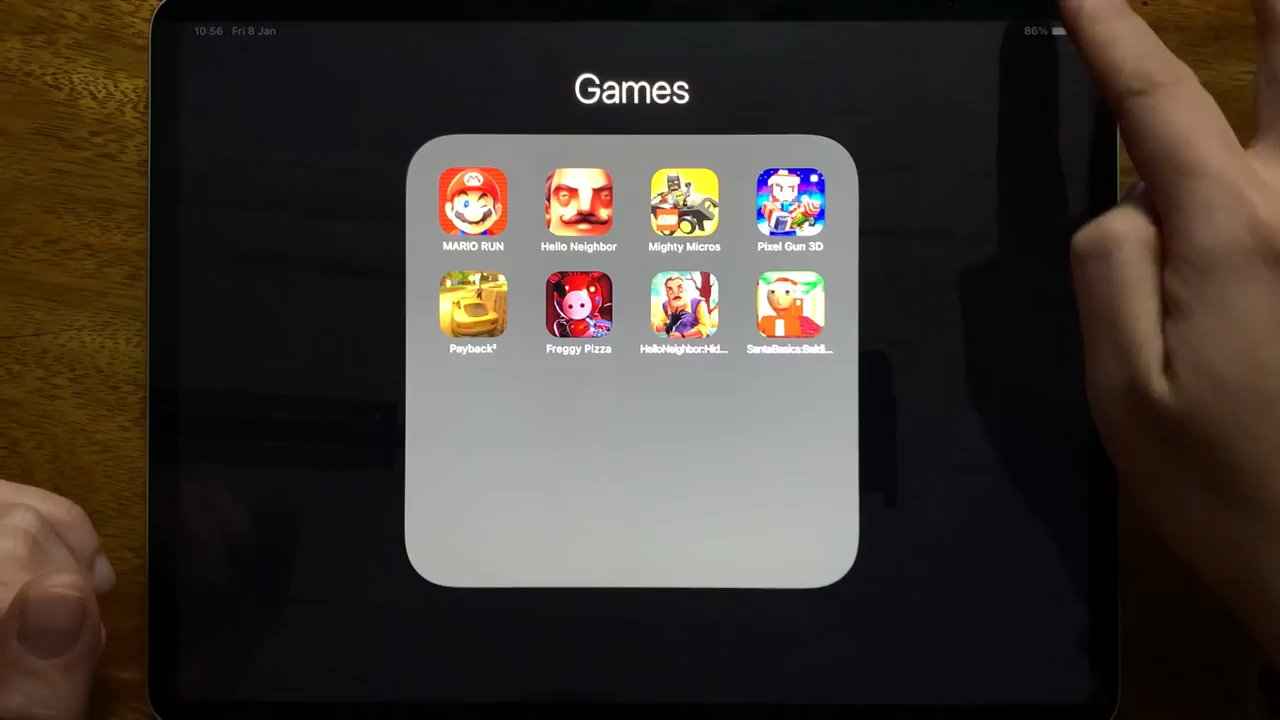 10:56 Fri 8 Jan
86%
Games
MARIO RUN
Hello Neighbor
Mighty Micros
Pixel Gun 3D
Payback²
Freggy Pizza
HelloNeighbor:Hid...
SantaBasics:Baldi...